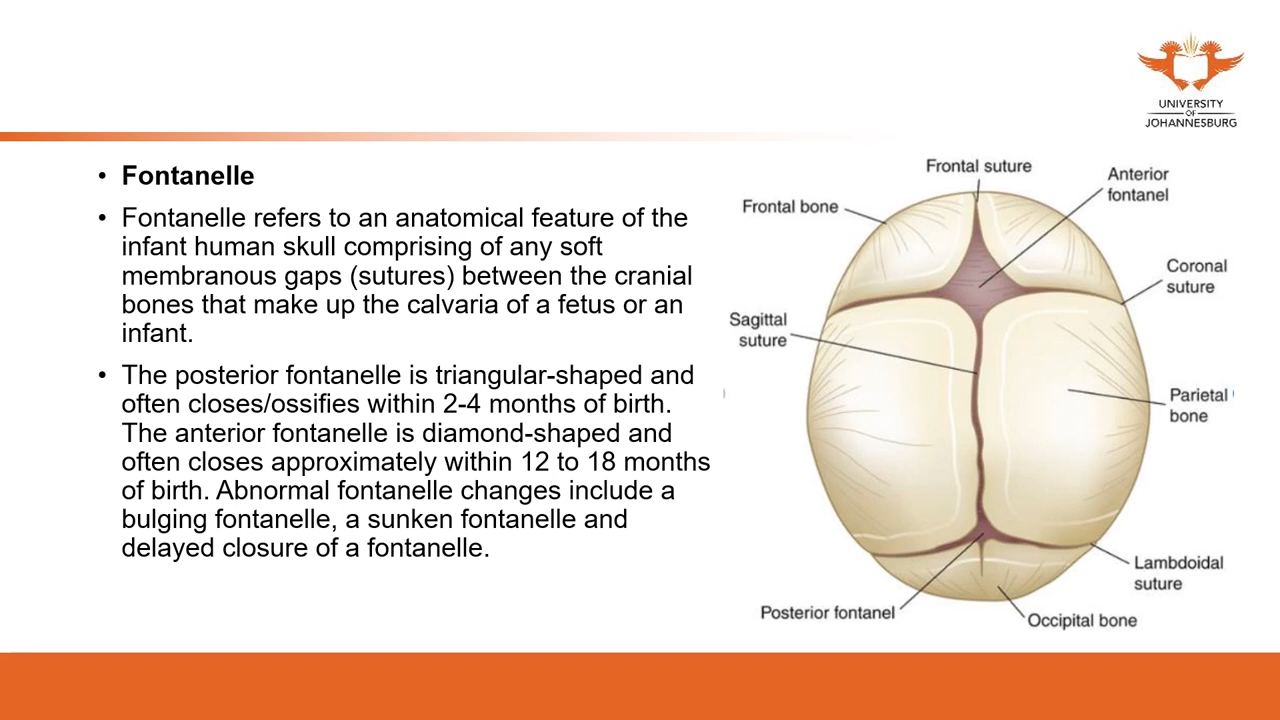 UNIVERSITY
OF
JOHANNESBURG
• Fontanelle
• Fontanelle refers to an anatomical feature of the
infant human skull comprising of any soft
membranous gaps (sutures) between the cranial
bones that make up the calvaria of a fetus or an
infant.
• The posterior fontanelle is triangular-shaped and
often closes/ossifies within 2-4 months of birth.
The anterior fontanelle is diamond-shaped and
often closes approximately within 12 to 18 months
of birth. Abnormal fontanelle changes include a
bulging fontanelle, a sunken fontanelle and
delayed closure of a fontanelle.
Frontal suture
Anterior
fontanel
Frontal bone
Coronal
suture
Sagittal
suture
Parietal
bone
Lambdoidal
suture
Posterior fontanel
Occipital bone